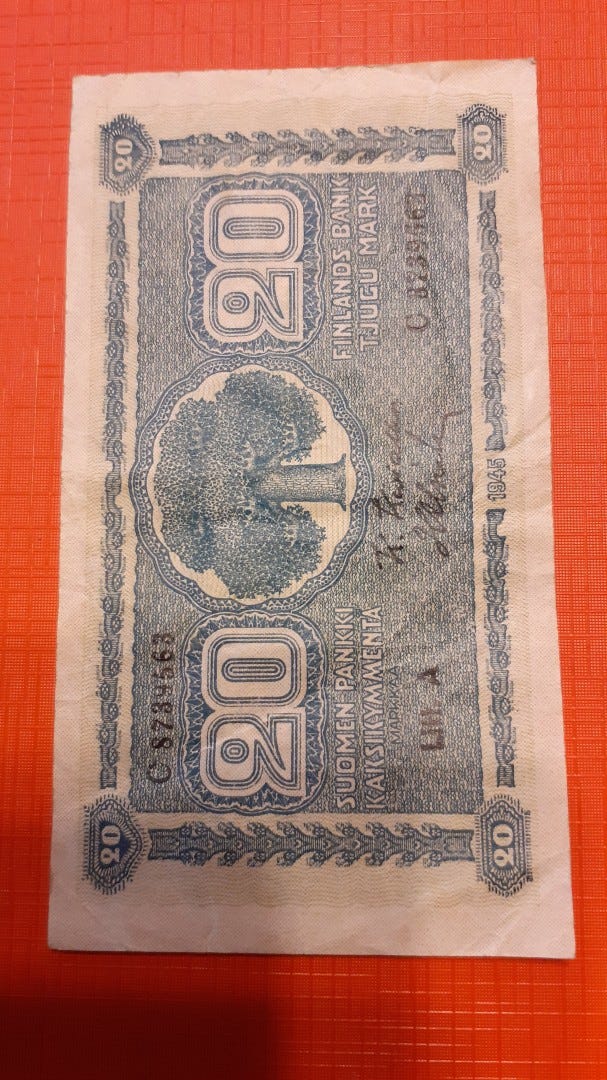 20 20
C 8739563
20 20
SUOMEN PANKKI
KAKSIKYMMENTÄ
MARKKAA
Litt. A
FINLANDS BANK
TJUGU MARK
1945
20 20